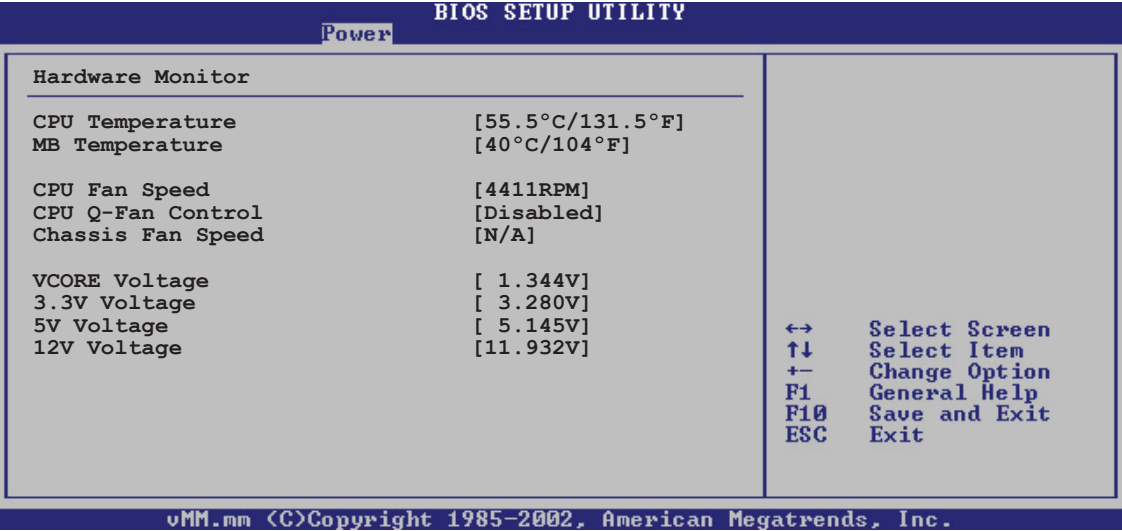 BIOS SETUP UTILITY
Power
Hardware Monitor
CPU Temperature [55.5°C/131.5°F]
MB Temperature [40°C/104°F]
CPU Fan Speed [4411RPM]
CPU Q-Fan Control [Disabled]
Chassis Fan Speed [N/A]
VCORE Voltage [ 1.344V]
3.3V Voltage [ 3.280V]
5V Voltage [ 5.145V]
12V Voltage [11.932V]
←→ Select Screen
↑↓ Select Item
+- Change Option
F1 General Help
F10 Save and Exit
ESC Exit
vMM.mm (C)Copyright 1985-2002, American Megatrends, Inc.